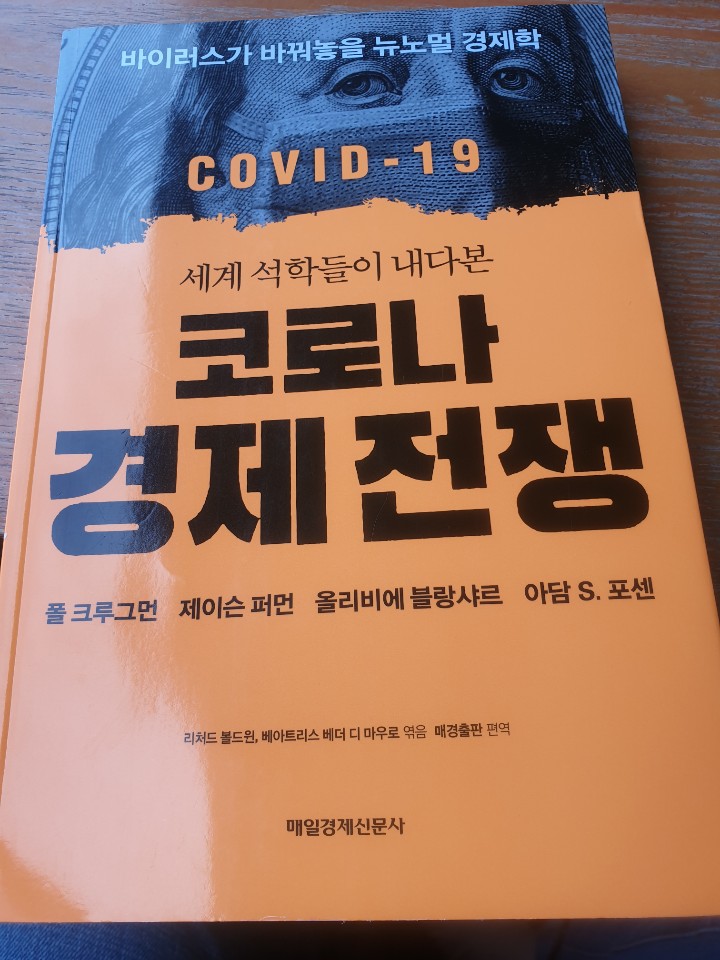 바이러스가 바꿔놓을 뉴노멀 경제학
COVID-19
세계 석학들이 내다본
코로나
경제 전쟁
폴 크루그먼 제이슨 퍼먼 올리비에 블랑샤르 아담 S. 포센
리처드 볼드윈, 베아트리스 베더 디 마우로 엮음 매경출판 편역
매일경제신문사